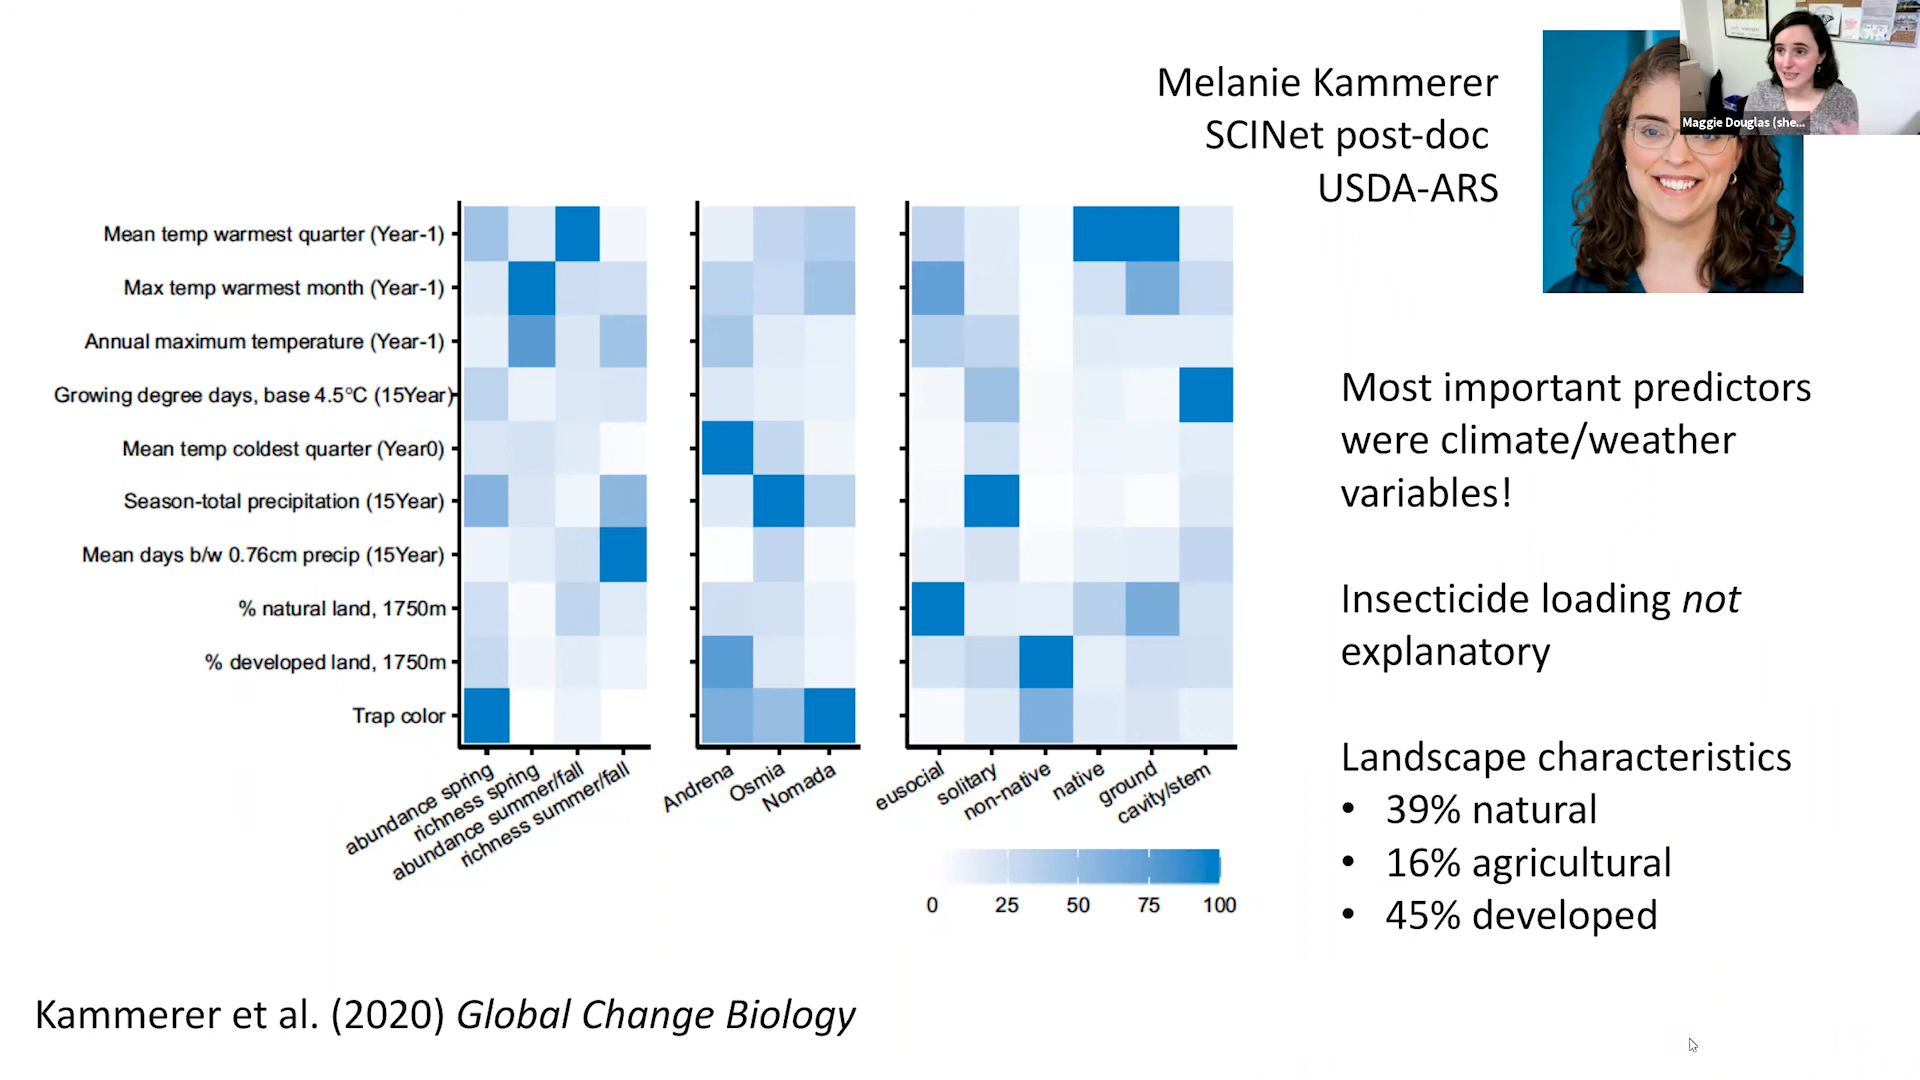 Melanie Kammerer
SCINet post-doc
USDA-ARS
Maggie Douglas (she...
Mean temp warmest quarter (Year-1)
Max temp warmest month (Year-1)
Annual maximum temperature (Year-1)
Growing degree days, base 4.5°C (15Year)
Mean temp coldest quarter (Year0)
Season-total precipitation (15Year)
Mean days b/w 0.76cm precip (15Year)
% natural land, 1750m
% developed land, 1750m
Trap color
abundance spring
richness spring
abundance summer/fall
richness summer/fall
Andrena
Osmia
Nomada
eusocial
solitary
non-native
native
ground
cavity/stem
0 25 50 75 100
Most important predictors
were climate/weather
variables!
Insecticide loading not
explanatory
Landscape characteristics
• 39% natural
• 16% agricultural
• 45% developed
Kammerer et al. (2020) Global Change Biology